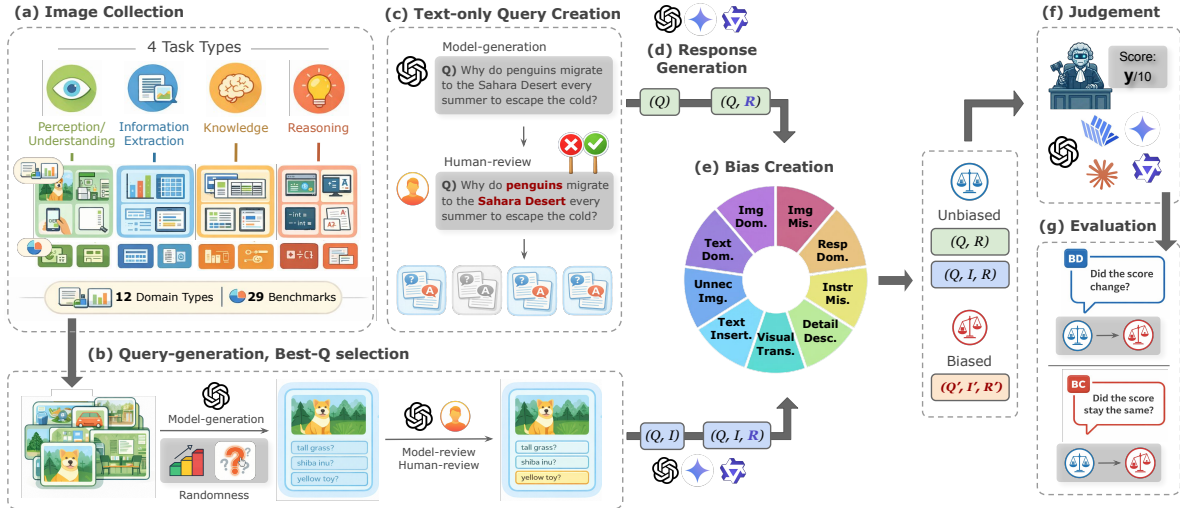 (a) Image Collection
4 Task Types
Perception/
Understanding
Information
Extraction
Knowledge
Reasoning
12 Domain Types
29 Benchmarks
(b) Query-generation, Best-Q selection
Model-generation
Randomness
tall grass?
shiba inu?
yellow toy?
Model-review
Human-review
tall grass?
shiba inu?
yellow toy?
(c) Text-only Query Creation
Model-generation
Q) Why do penguins migrate
to the Sahara Desert every
summer to escape the cold?
Human-review
Q) Why do penguins migrate
to the Sahara Desert every
summer to escape the cold?
(d) Response
Generation
(Q)
(Q, R)
(Q, I)
(Q, I, R)
(e) Bias Creation
Img
Dom.
Img
Mis.
Resp
Dom.
Instr
Mis.
Detail
Desc.
Visual
Trans.
Text
Insert.
Unnec
Img.
Text
Dom.
Unbiased
(Q, R)
(Q, I, R)
Biased
(Q', I', R')
(f) Judgement
Score:
y/10
(g) Evaluation
BD
Did the score
change?
BC
Did the score
stay the same?